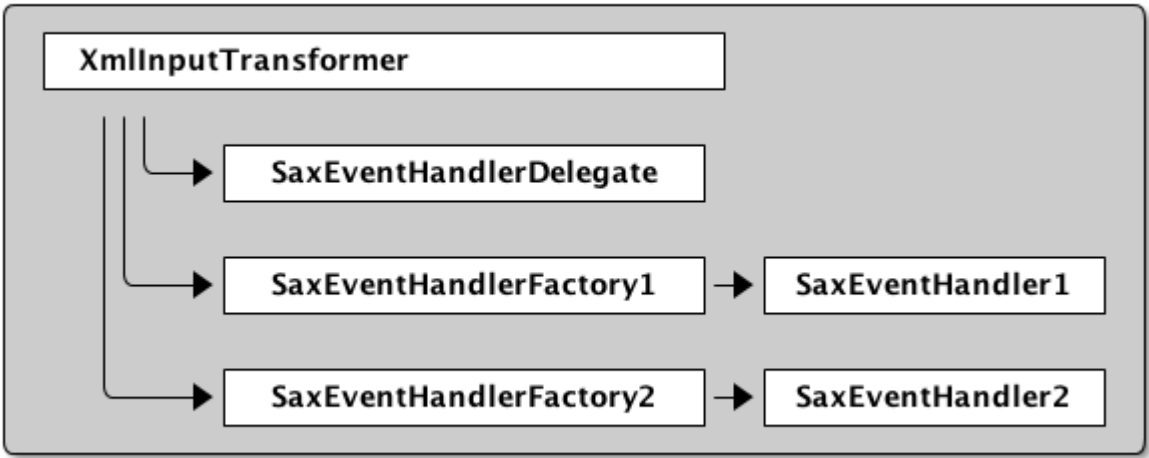 XmlInputTransformer
SaxEventHandlerDelegate
SaxEventHandlerFactory1
SaxEventHandler1
SaxEventHandlerFactory2
SaxEventHandler2